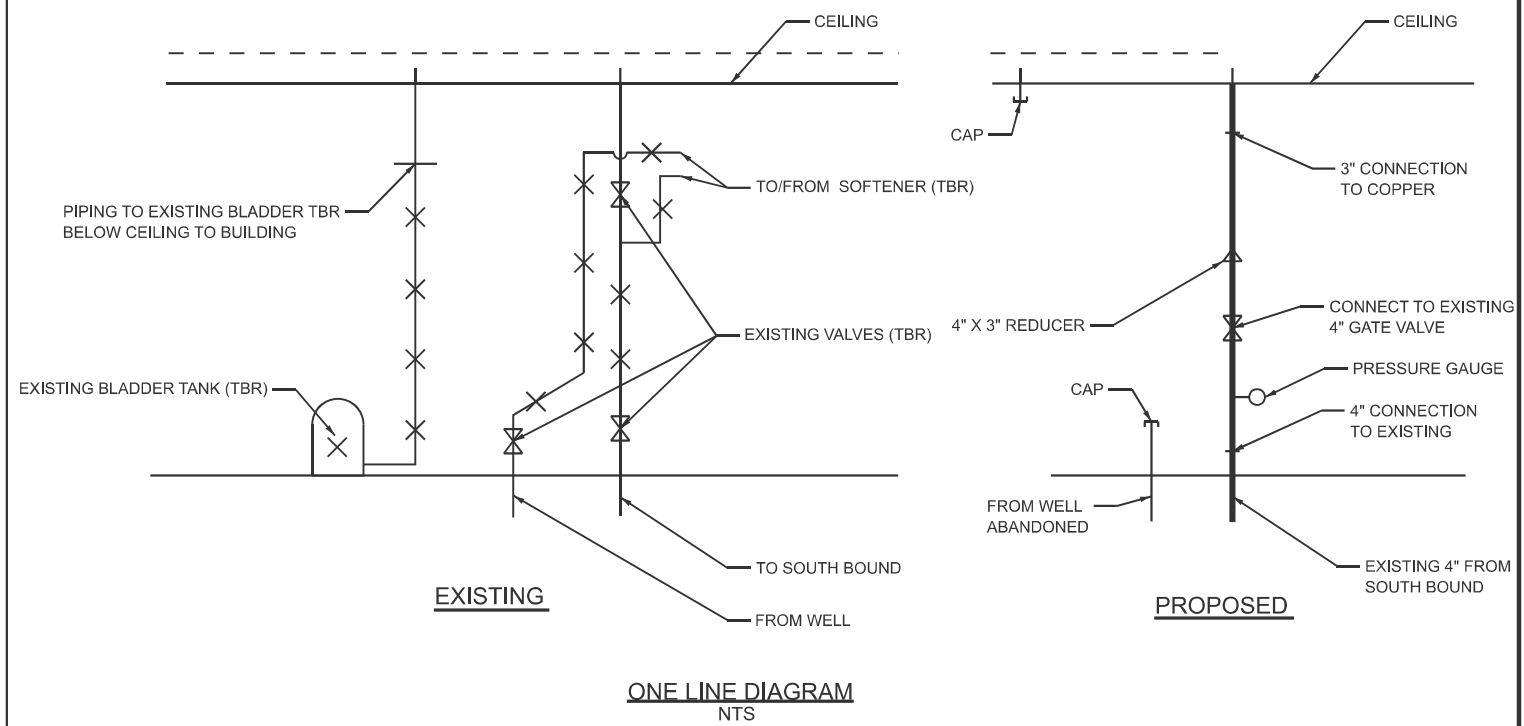 CEILING
PIPING TO EXISTING BLADDER TBR
BELOW CEILING TO BUILDING
TO/FROM SOFTENER (TBR)
EXISTING VALVES (TBR)
EXISTING BLADDER TANK (TBR)
TO SOUTH BOUND
FROM WELL
EXISTING
CEILING
CAP
3" CONNECTION
TO COPPER
4" X 3" REDUCER
CONNECT TO EXISTING
4" GATE VALVE
PRESSURE GAUGE
CAP
4" CONNECTION
TO EXISTING
FROM WELL
ABANDONED
EXISTING 4" FROM
SOUTH BOUND
PROPOSED
ONE LINE DIAGRAM
NTS